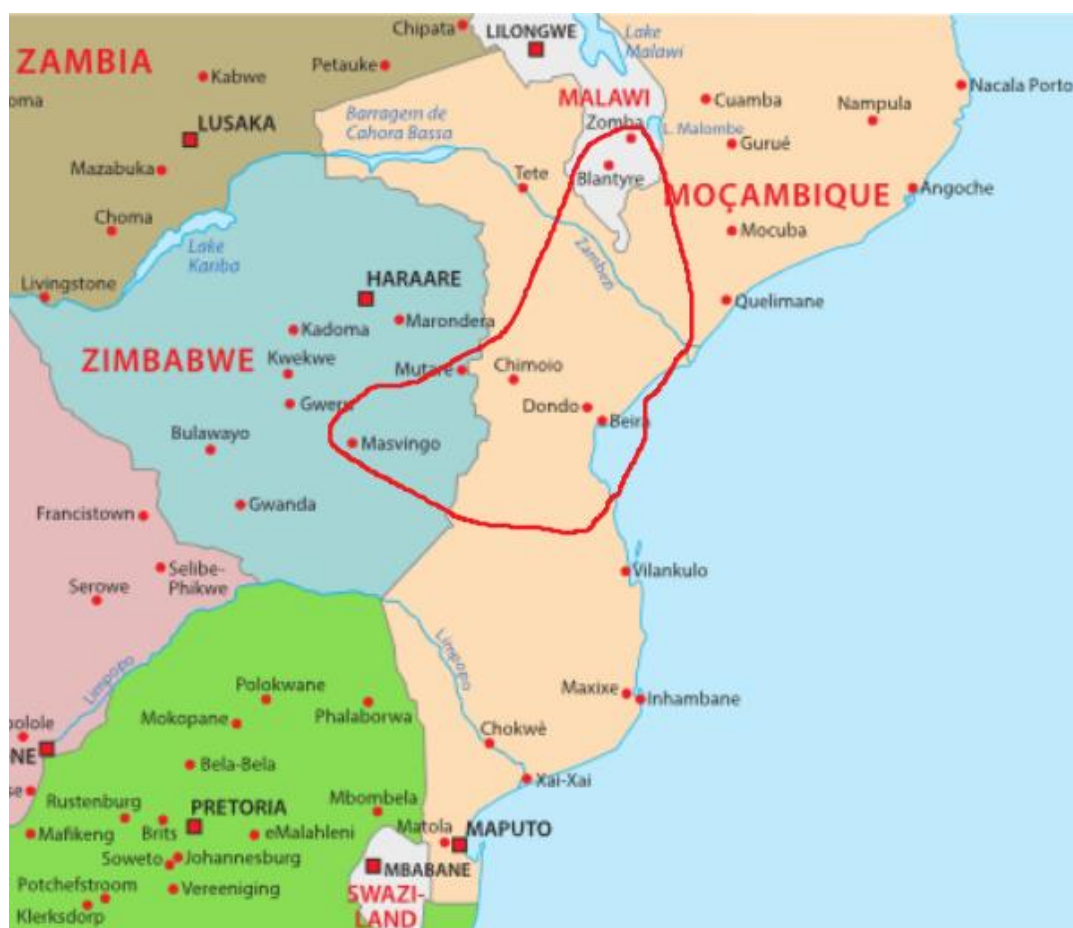 Chipata
LILONGWE
Lake
Malawi
ZAMBIA
Petauke
Kabwe
MALAWI
Nacala Porto
oma
Cuamba
Nampula
LUSAKA
Barragem de
Cahora Bassa
Zomba
L. Malombe
Gurué
Mazabuka
Tete
Blantyre
MOÇAMBIQUE
Angoche
Choma
Mocuba
Lake
Kariba
Zambezi
Livingstone
HARAARE
Quelimane
Kadoma
Marondera
ZIMBABWE
Kwekwe
Mutare
Chimoio
Gweru
Dondo
Beira
Bulawayo
Masvingo
Gwanda
Francistown
Selibe-
Phikwe
Vilankulo
Serowe
Limpopo
Limpopo
Polokwane
Maxixe
Inhambane
Mokopane
Phalaborwa
polole
Chokwè
NE
Bela-Bela
Xai-Xai
se
Rustenburg
PRETORIA
Mbombela
Mafikeng
Brits
eMalahleni
Matola
MAPUTO
Soweto
Johannesburg
MBABANE
Potchefstroom
Vereeniging
SWAZI-
LAND
Klerksdorp